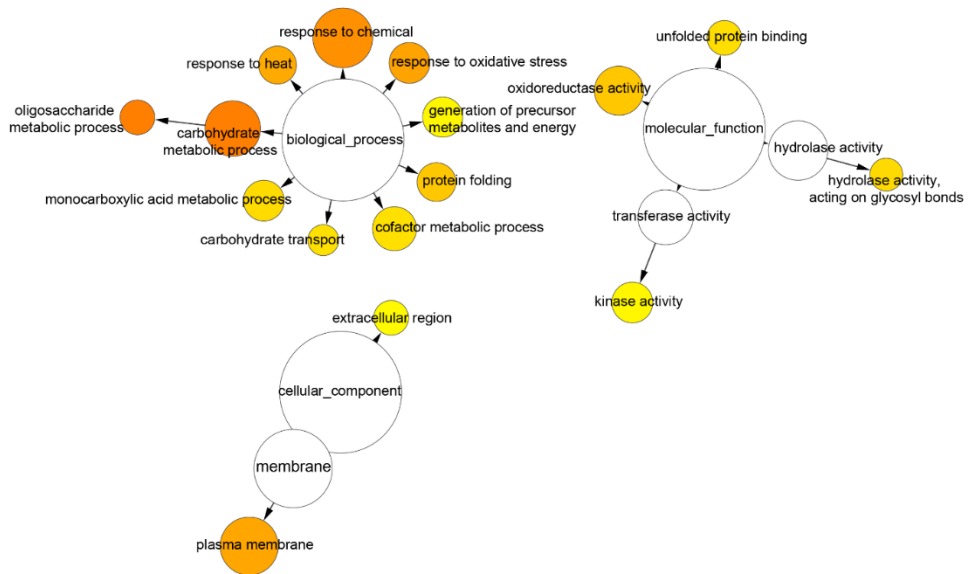 response to chemical
response to heat
response to oxidative stress
oligosaccharide
metabolic process
carbohydrate
metabolic process
biological_process
generation of precursor
metabolites and energy
protein folding
monocarboxylic acid metabolic process
carbohydrate transport
cofactor metabolic process
unfolded protein binding
oxidoreductase activity
molecular_function
hydrolase activity
hydrolase activity,
acting on glycosyl bonds
transferase activity
kinase activity
extracellular region
cellular_component
membrane
plasma membrane